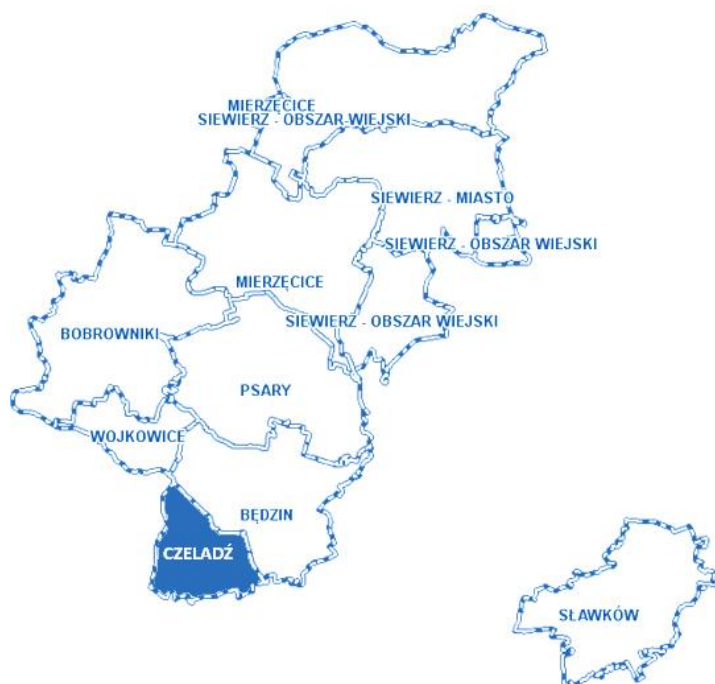 MIERZĘCICE
SIEWIERZ - OBSZAR WIEJSKI
SIEWIERZ - MIASTO
SIEWIERZ - OBSZAR WIEJSKI
MIERZĘCICE
SIEWIERZ - OBSZAR WIEJSKI
BOBROWNIKI
PSARY
WOJKOWICE
BĘDZIN
CZELADŹ
SŁAWKÓW